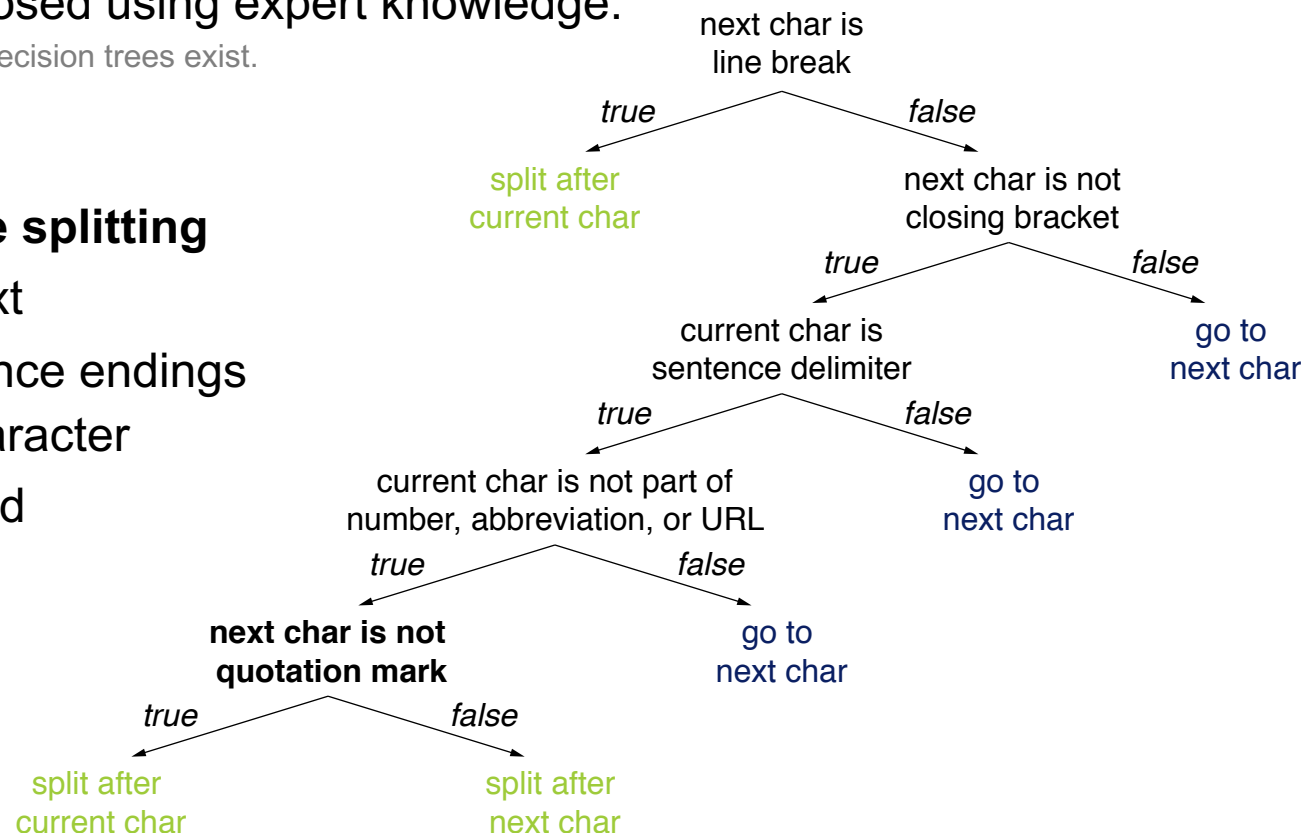 osed using expert knowledge.
ecision trees exist.
e splitting
xt
nce endings
aracter
d
next char is
line break
true
false
split after
current char
next char is not
closing bracket
true
false
current char is
sentence delimiter
go to
next char
true
false
current char is not part of
number, abbreviation, or URL
go to
next char
true
false
next char is not
quotation mark
go to
next char
true
false
split after
current char
split after
next char